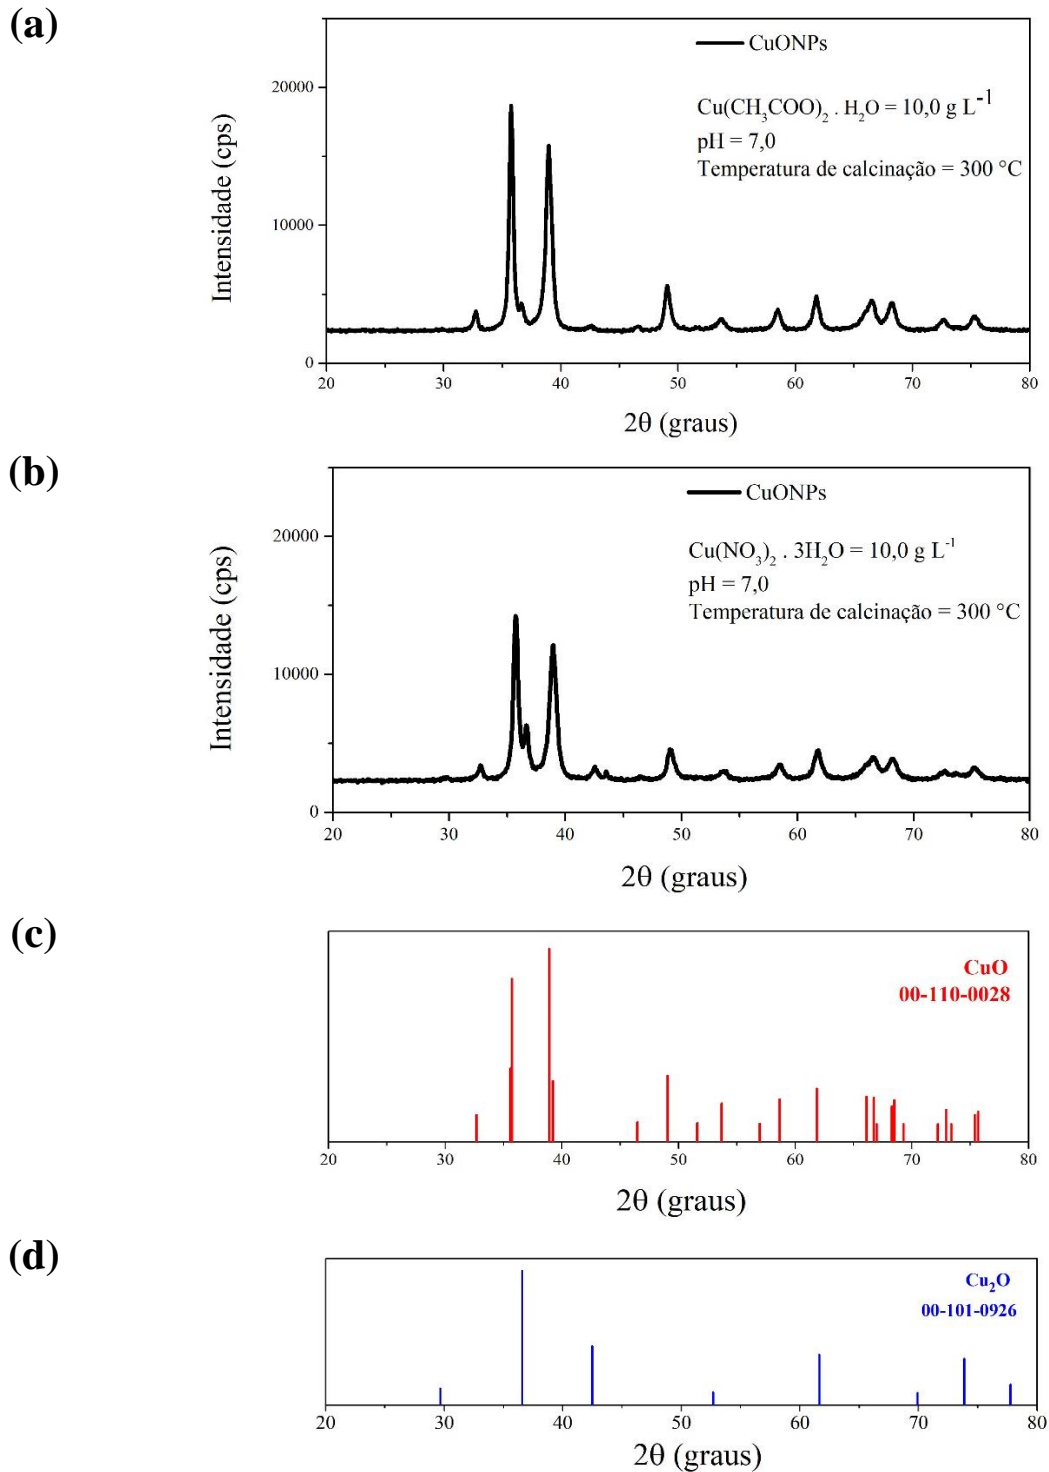 (a)
CuONPs
Cu(CH₃COO)₂ . H₂O = 10,0 g L⁻¹
pH = 7,0
Temperatura de calcinação = 300 °C
Intensidade (cps)
20000
10000
0
20 30 40 50 60 70 80
2θ (graus)
(b)
CuONPs
Cu(NO₃)₂ . 3H₂O = 10,0 g L⁻¹
pH = 7,0
Temperatura de calcinação = 300 °C
Intensidade (cps)
20000
10000
0
20 30 40 50 60 70 80
2θ (graus)
(c)
CuO
00-110-0028
20 30 40 50 60 70 80
2θ (graus)
(d)
Cu₂O
00-101-0926
20 30 40 50 60 70 80
2θ (graus)